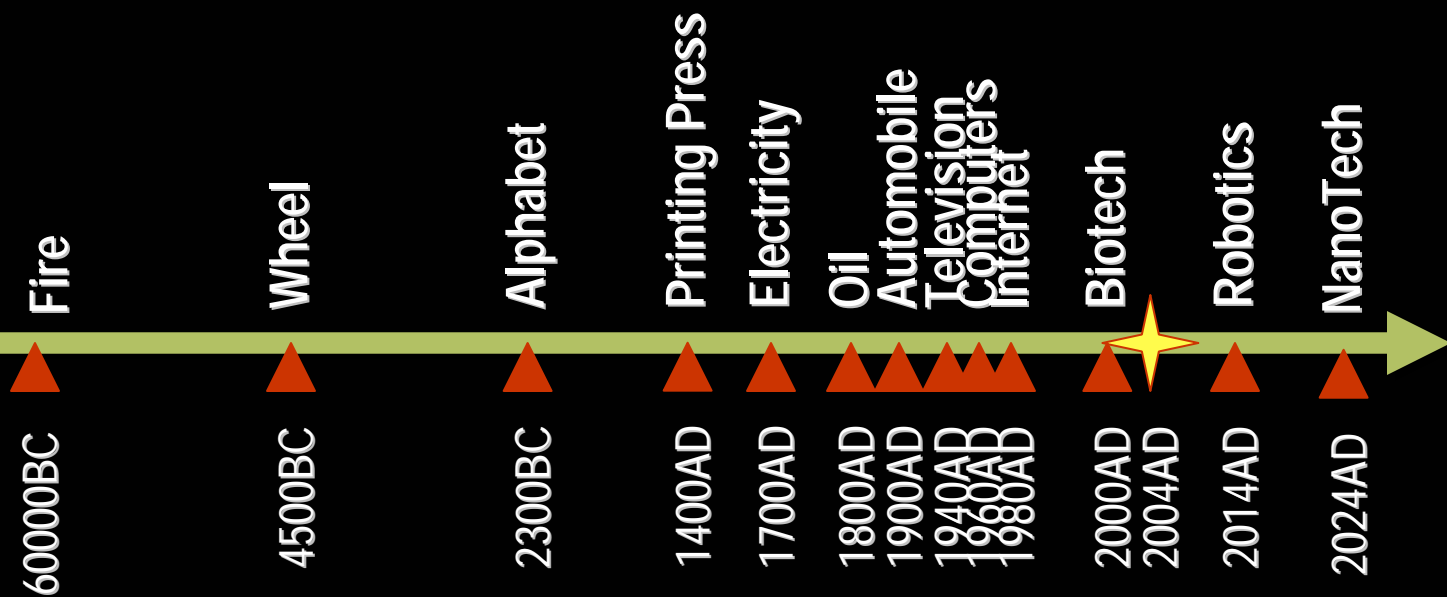 Fire
Wheel
Alphabet
Printing Press
Electricity
Oil
Automobile
Television
Computers
Internet
Biotech
Robotics
NanoTech
60000BC
4500BC
2300BC
1400AD
1700AD
1800AD
1900AD
1940AD
1960AD
1980AD
2000AD
2004AD
2014AD
2024AD